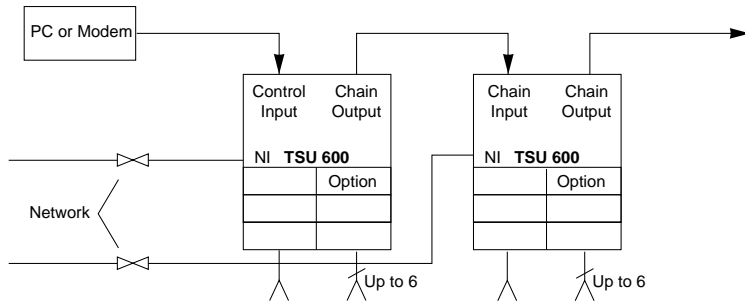 PC or Modem
Control Input
Chain Output
NI TSU 600
Option
Up to 6
Chain Input
Chain Output
NI TSU 600
Option
Up to 6
Network